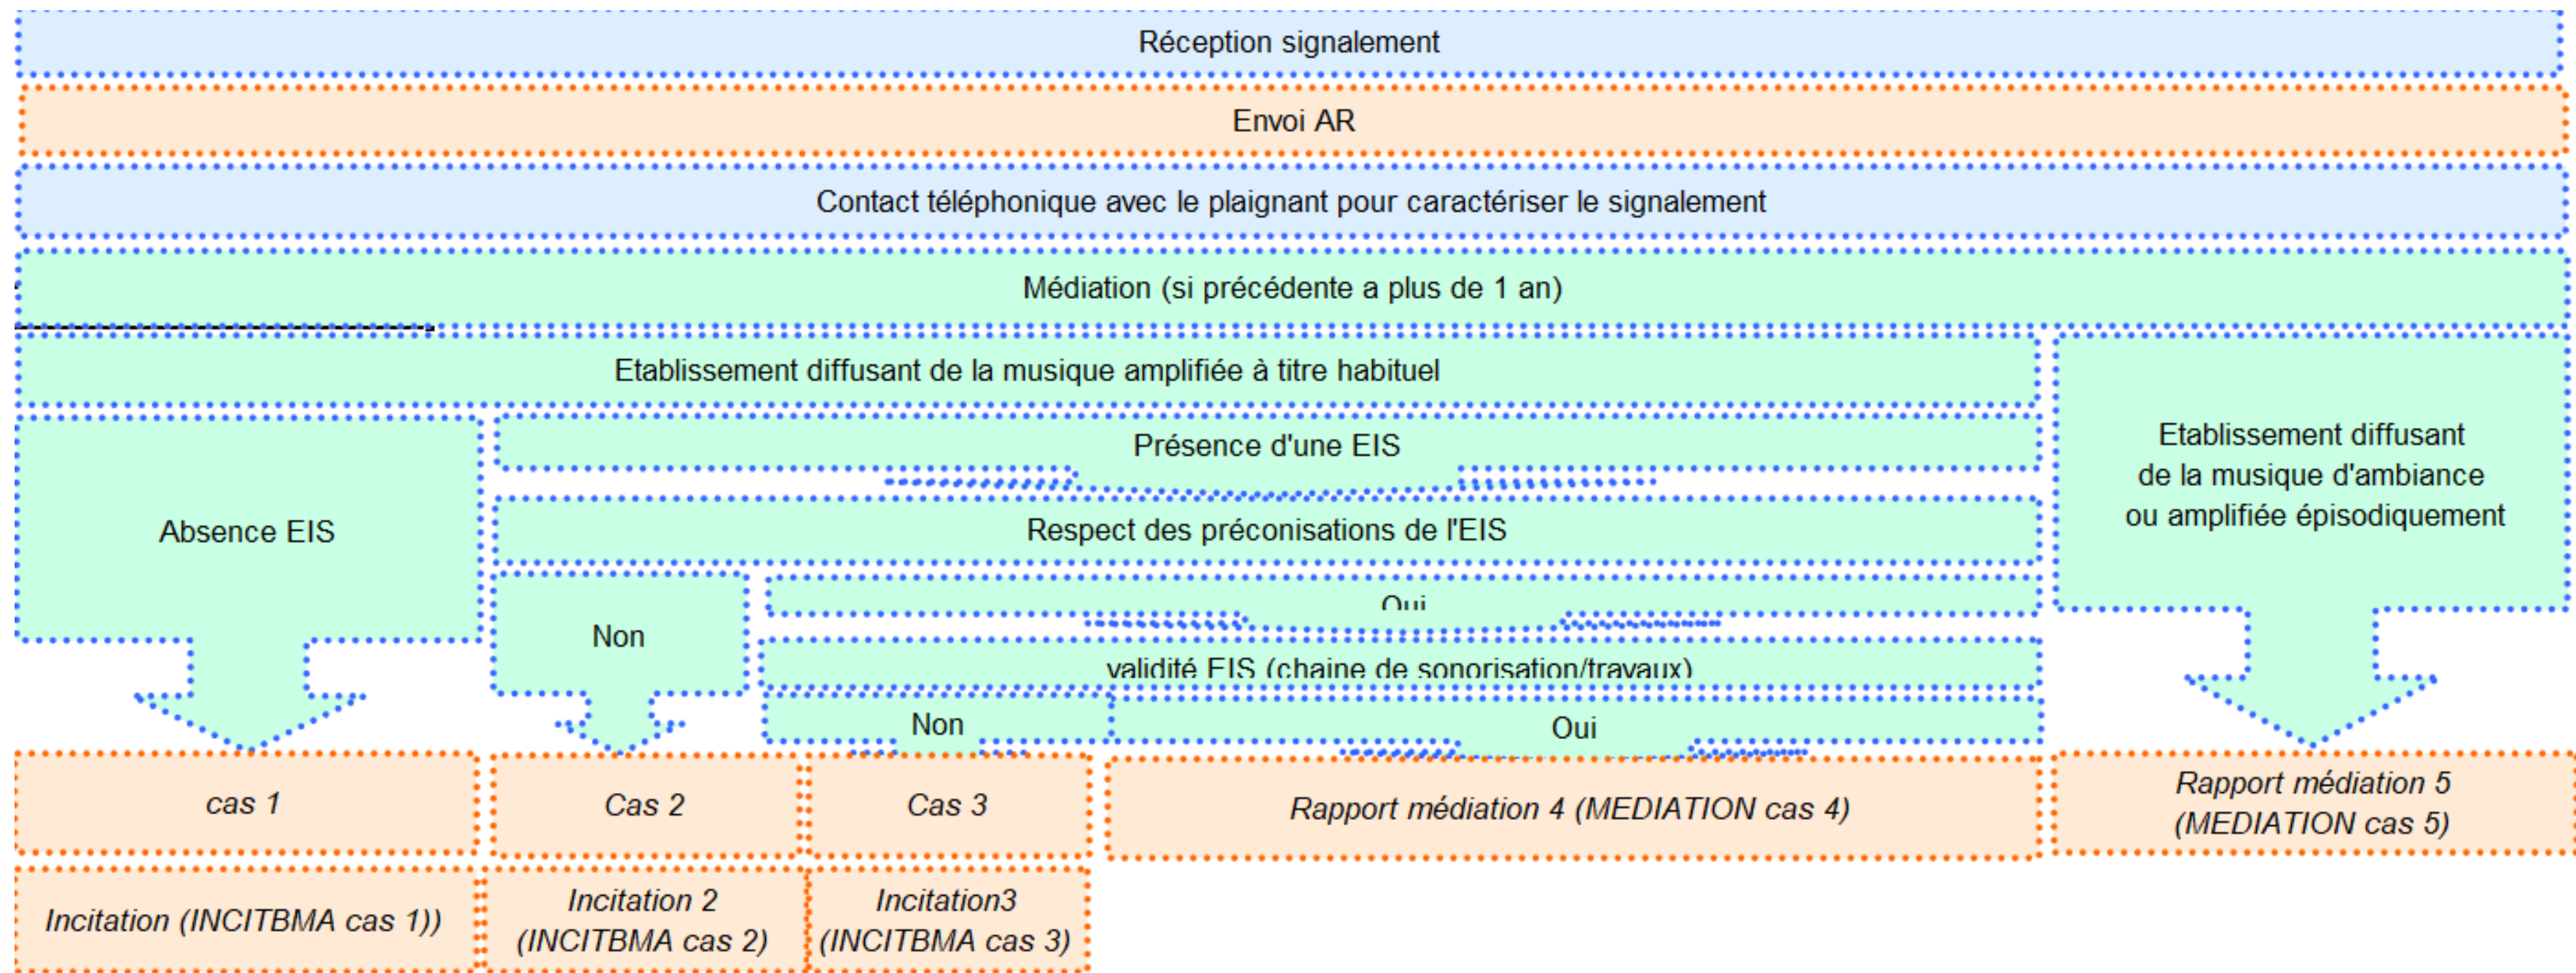 Réception signalement
Envoi AR
Contact téléphonique avec le plaignant pour caractériser le signalement
Médiation (si précédente a plus de 1 an)
Etablissement diffusant de la musique amplifiée à titre habituel
Etablissement diffusant
de la musique d'ambiance
ou amplifiée épisodiquement
Présence d'une EIS
Absence EIS
Respect des préconisations de l'EIS
Non
Oui
validité EIS (chaine de sonorisation/travaux)
Non
Oui
cas 1
Cas 2
Cas 3
Rapport médiation 4 (MEDIATION cas 4)
Rapport médiation 5
(MEDIATION cas 5)
Incitation (INCITBMA cas 1))
Incitation 2
(INCITBMA cas 2)
Incitation3
(INCITBMA cas 3)